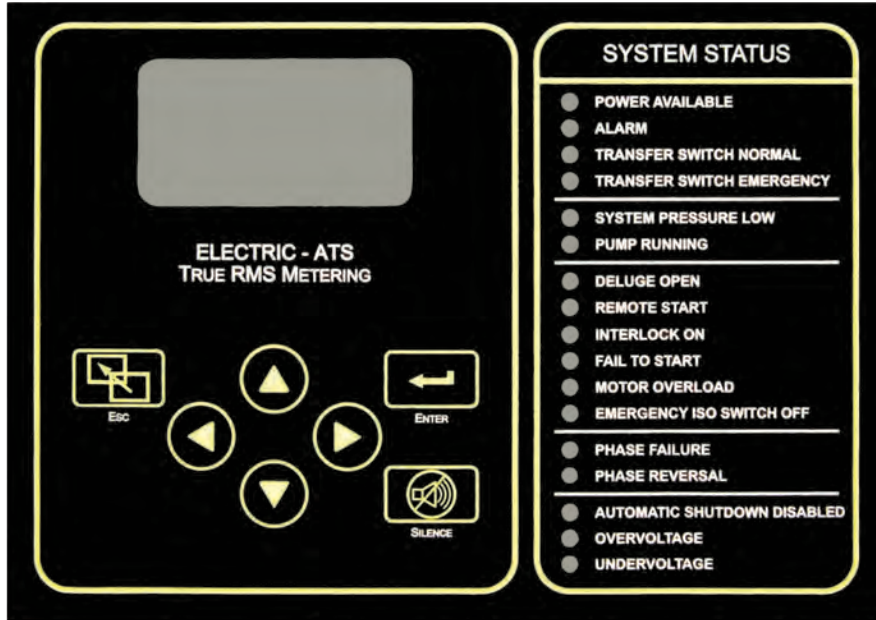 ELECTRIC - ATS
TRUE RMS METERING
ESC
ENTER
SILENCE
SYSTEM STATUS
POWER AVAILABLE
ALARM
TRANSFER SWITCH NORMAL
TRANSFER SWITCH EMERGENCY
SYSTEM PRESSURE LOW
PUMP RUNNING
DELUGE OPEN
REMOTE START
INTERLOCK ON
FAIL TO START
MOTOR OVERLOAD
EMERGENCY ISO SWITCH OFF
PHASE FAILURE
PHASE REVERSAL
AUTOMATIC SHUTDOWN DISABLED
OVERVOLTAGE
UNDERVOLTAGE